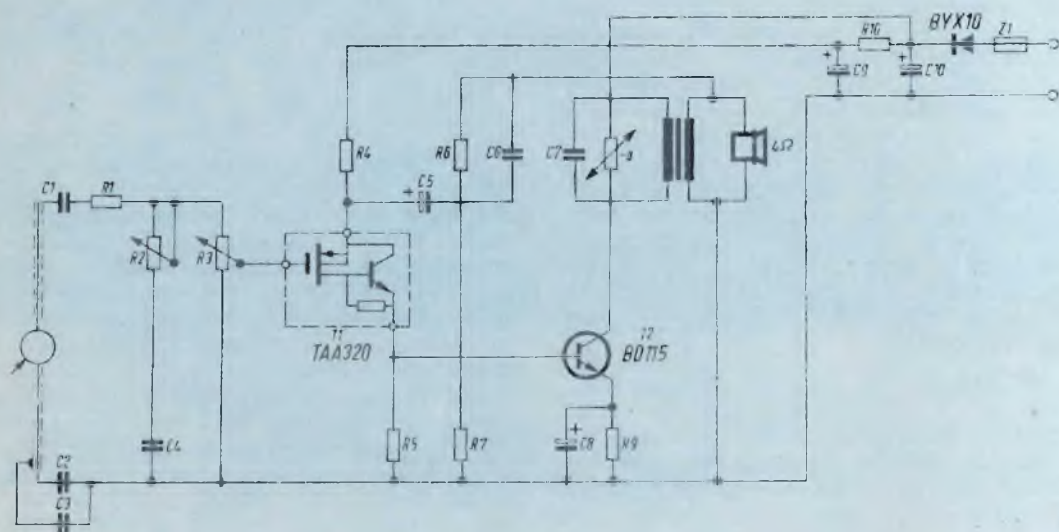 BYX10
R10
Z1
+
C9
+
C10
R4
R6
C6
C7
-ϑ
4Ω
C1
R1
+
C5
R2
R3
T1
TAA320
T2
BD115
C4
R5
R7
+
C8
R9
C2
C3